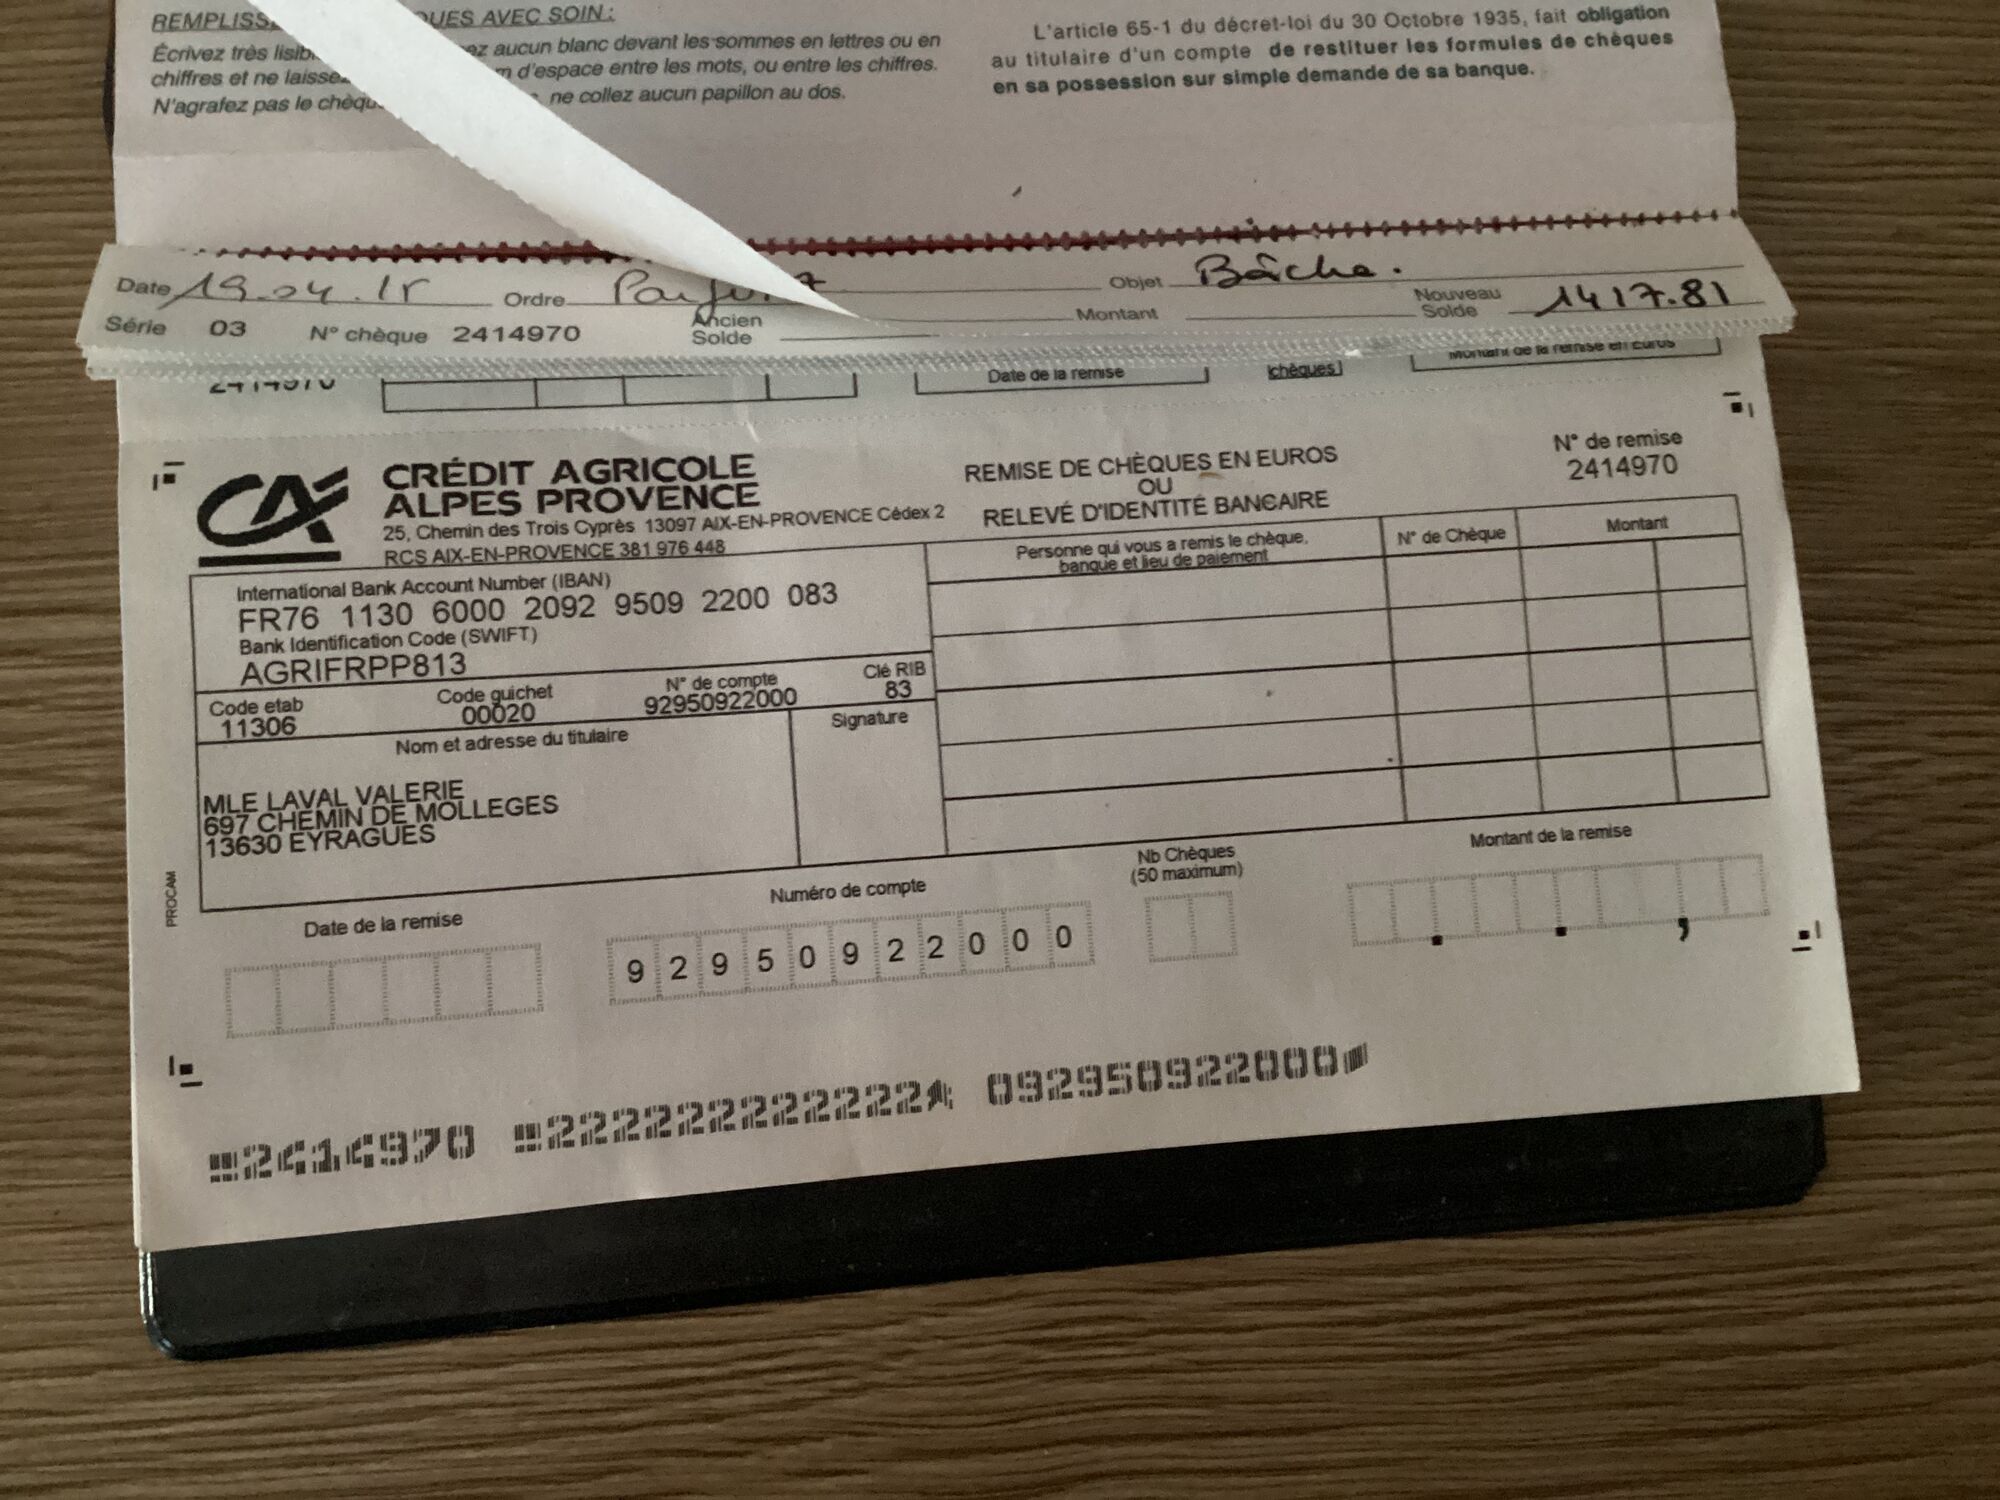 REMPLISS QUES AVEC SOIN :
Écrivez très lisib ez aucun blanc devant les sommes en lettres ou en
chiffres et ne laissez m d'espace entre les mots, ou entre les chiffres.
N'agrafez pas le chèqu ne collez aucun papillon au dos.
L'article 65-1 du décret-loi du 30 Octobre 1935, fait obligation
au titulaire d'un compte de restituer les formules de chèques
en sa possession sur simple demande de sa banque.
Date 19.04.15 Ordre Objet Bâche.
Série 03 N° chèque 2414970 Ancien Solde Montant Nouveau Solde 1417.81
2414970 Date de la remise chèques Montant de la remise en Euros
CA
CRÉDIT AGRICOLE
ALPES PROVENCE
25, Chemin des Trois Cyprès 13097 AIX-EN-PROVENCE Cédex 2
RCS AIX-EN-PROVENCE 381 976 448
REMISE DE CHÈQUES EN EUROS
OU
RELEVÉ D'IDENTITÉ BANCAIRE
N° de remise
2414970
International Bank Account Number (IBAN)
FR76 1130 6000 2092 9509 2200 083
Bank Identification Code (SWIFT)
AGRIFRPP813
Code etab Code guichet N° de compte Clé RIB
11306 00020 92950922000 83
Nom et adresse du titulaire Signature
MLE LAVAL VALERIE
697 CHEMIN DE MOLLEGES
13630 EYRAGUES
Personne qui vous a remis le chèque,
banque et lieu de paiement
N° de Chèque Montant
PROCAM
Date de la remise Numéro de compte Nb Chèques
(50 maximum) Montant de la remise
9 2 9 5 0 9 2 2 0 0 0 . . ,
2414970 222222222222 092950922000